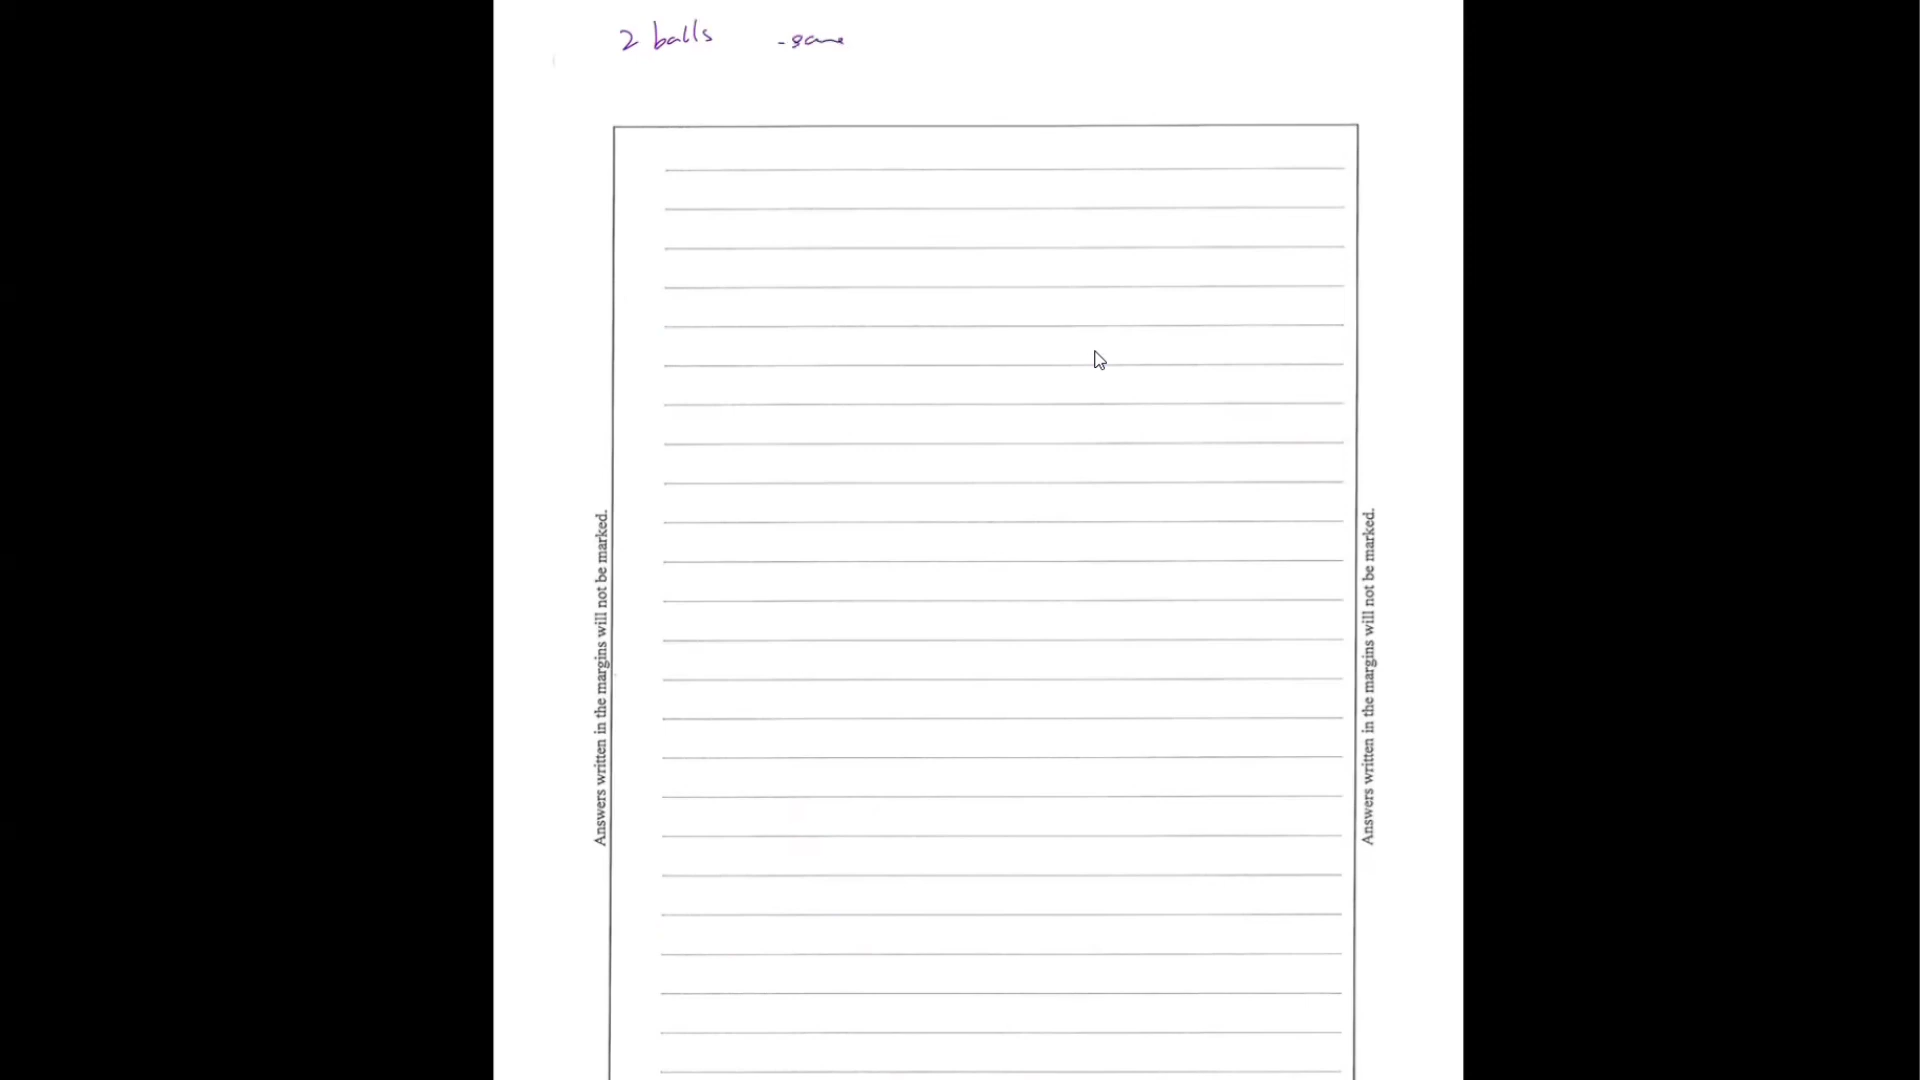 2 balls - same
Answers written in the margins will not be marked.
Answers written in the margins will not be marked.